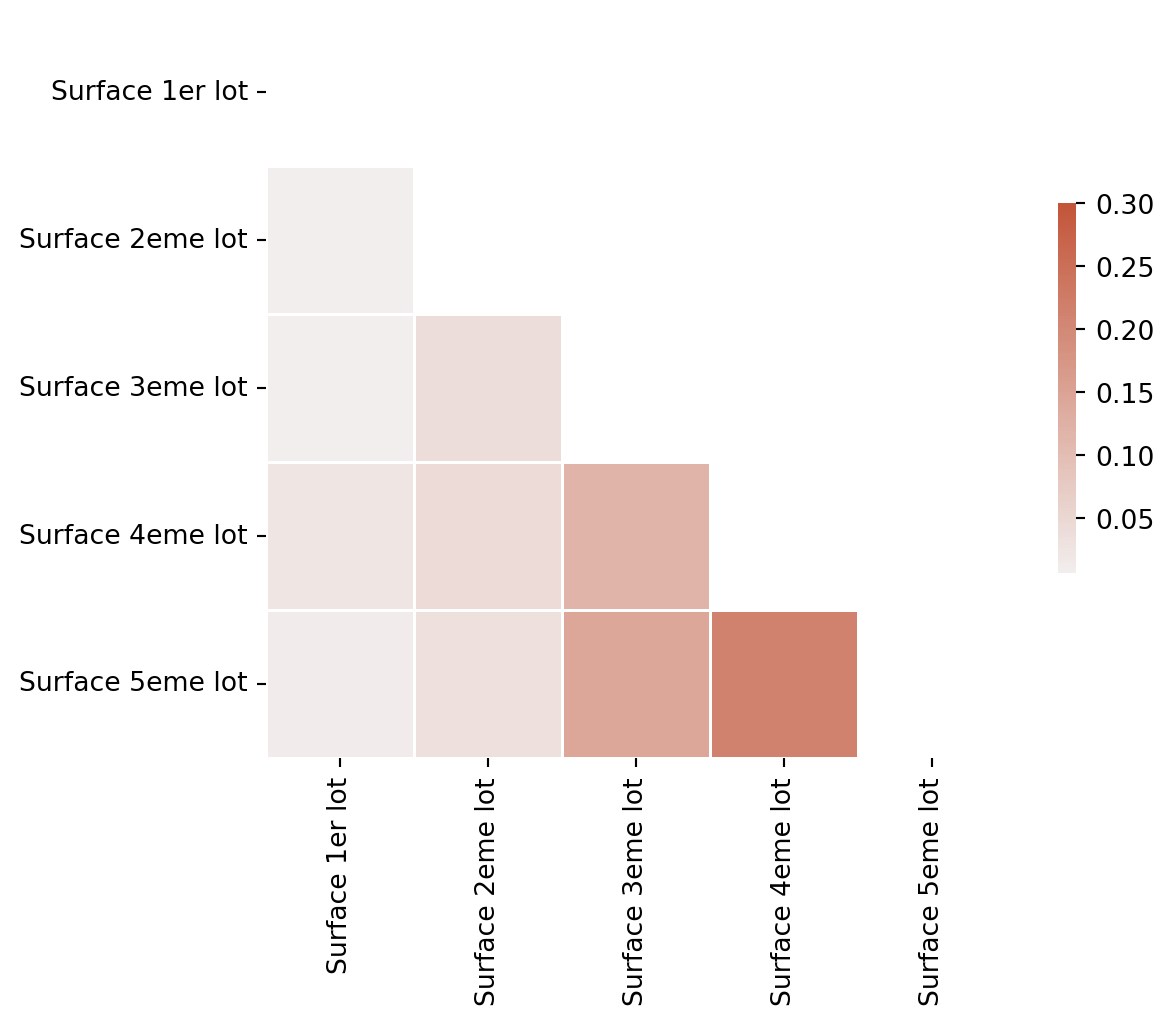 Surface 1er lot
Surface 2eme lot
Surface 3eme lot
Surface 4eme lot
Surface 5eme lot
Surface 1er lot
Surface 2eme lot
Surface 3eme lot
Surface 4eme lot
Surface 5eme lot
0.30
0.25
0.20
0.15
0.10
0.05